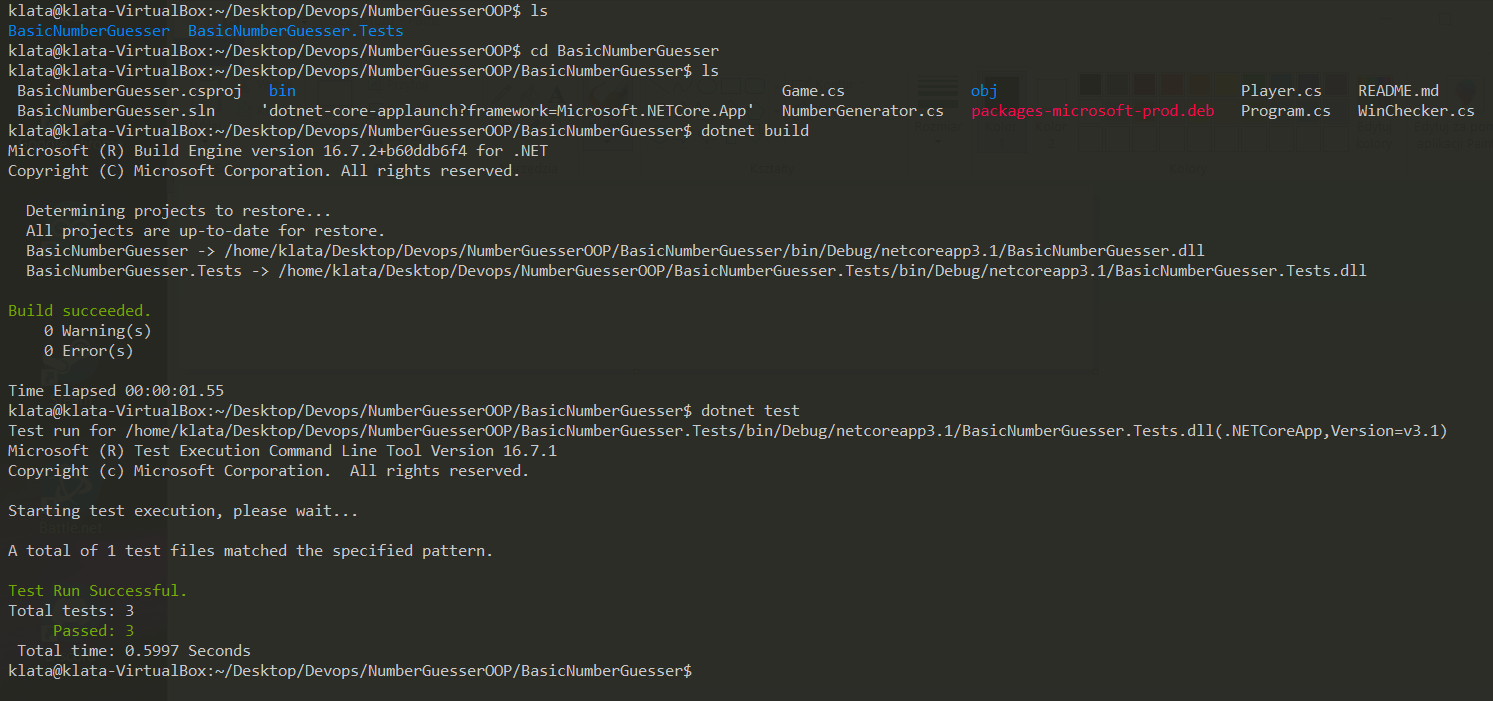 klata@klata-VirtualBox:~/Desktop/Devops/NumberGuesserOOP$ ls
BasicNumberGuesser  BasicNumberGuesser.Tests
klata@klata-VirtualBox:~/Desktop/Devops/NumberGuesserOOP$ cd BasicNumberGuesser
klata@klata-VirtualBox:~/Desktop/Devops/NumberGuesserOOP/BasicNumberGuesser$ ls
 BasicNumberGuesser.csproj   bin                                                       Game.cs              obj                          Player.cs    README.md
 BasicNumberGuesser.sln     'dotnet-core-applaunch?framework=Microsoft.NETCore.App'   NumberGenerator.cs   packages-microsoft-prod.deb   Program.cs   WinChecker.cs
klata@klata-VirtualBox:~/Desktop/Devops/NumberGuesserOOP/BasicNumberGuesser$ dotnet build
Microsoft (R) Build Engine version 16.7.2+b60ddb6f4 for .NET
Copyright (C) Microsoft Corporation. All rights reserved.

  Determining projects to restore...
  All projects are up-to-date for restore.
  BasicNumberGuesser -> /home/klata/Desktop/Devops/NumberGuesserOOP/BasicNumberGuesser/bin/Debug/netcoreapp3.1/BasicNumberGuesser.dll
  BasicNumberGuesser.Tests -> /home/klata/Desktop/Devops/NumberGuesserOOP/BasicNumberGuesser.Tests/bin/Debug/netcoreapp3.1/BasicNumberGuesser.Tests.dll

Build succeeded.
    0 Warning(s)
    0 Error(s)

Time Elapsed 00:00:01.55
klata@klata-VirtualBox:~/Desktop/Devops/NumberGuesserOOP/BasicNumberGuesser$ dotnet test
Test run for /home/klata/Desktop/Devops/NumberGuesserOOP/BasicNumberGuesser.Tests/bin/Debug/netcoreapp3.1/BasicNumberGuesser.Tests.dll(.NETCoreApp,Version=v3.1)
Microsoft (R) Test Execution Command Line Tool Version 16.7.1
Copyright (c) Microsoft Corporation.  All rights reserved.

Starting test execution, please wait...

A total of 1 test files matched the specified pattern.

Test Run Successful.
Total tests: 3
     Passed: 3
 Total time: 0.5997 Seconds
klata@klata-VirtualBox:~/Desktop/Devops/NumberGuesserOOP/BasicNumberGuesser$